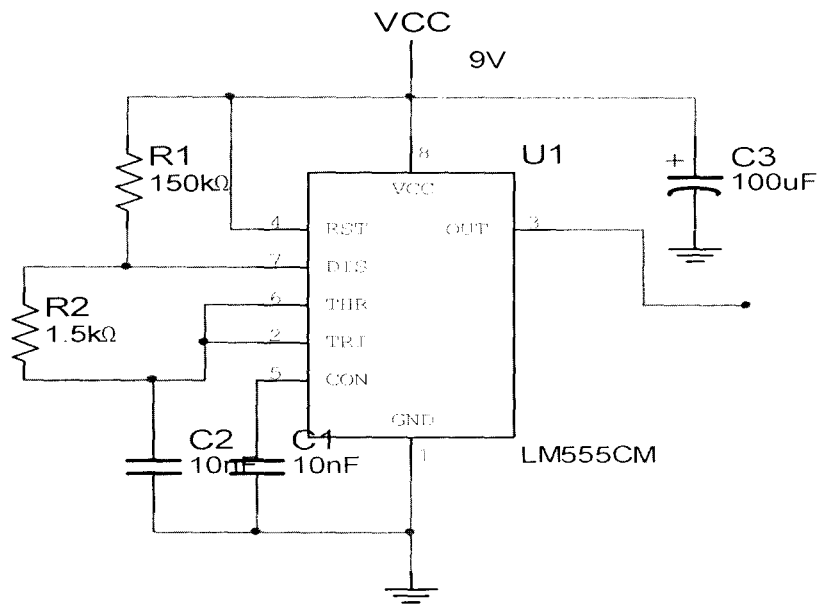 VCC
9V
R1
150kΩ
8
VCC
U1
C3
+
100uF
4
RST
OUT
3
7
DIS
6
THR
R2
1.5kΩ
2
TRI
5
CON
C2
10nF
C1
10nF
GND
1
LM555CM